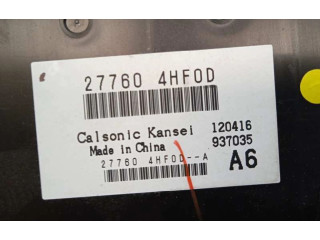 27760 4HF0D
Calsonic Kansei 120416
Made in China 937035
27760 4HF0D--A A6